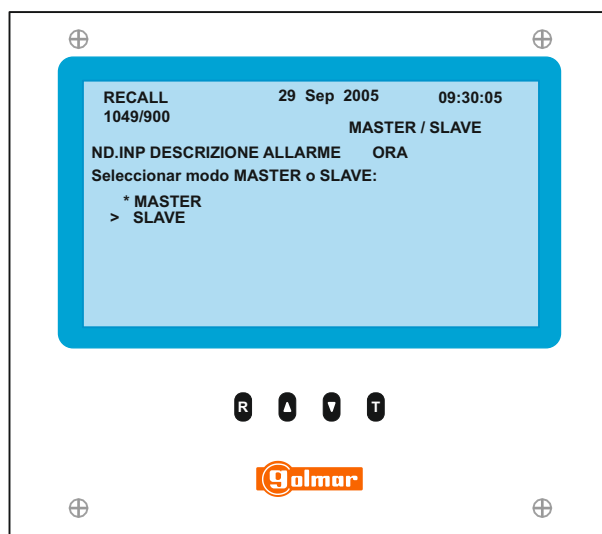 RECALL 29 Sep 2005 09:30:05
1049/900
MASTER / SLAVE
ND.INP DESCRIZIONE ALLARME ORA
Seleccionar modo MASTER o SLAVE:
* MASTER
> SLAVE
R T
golmar